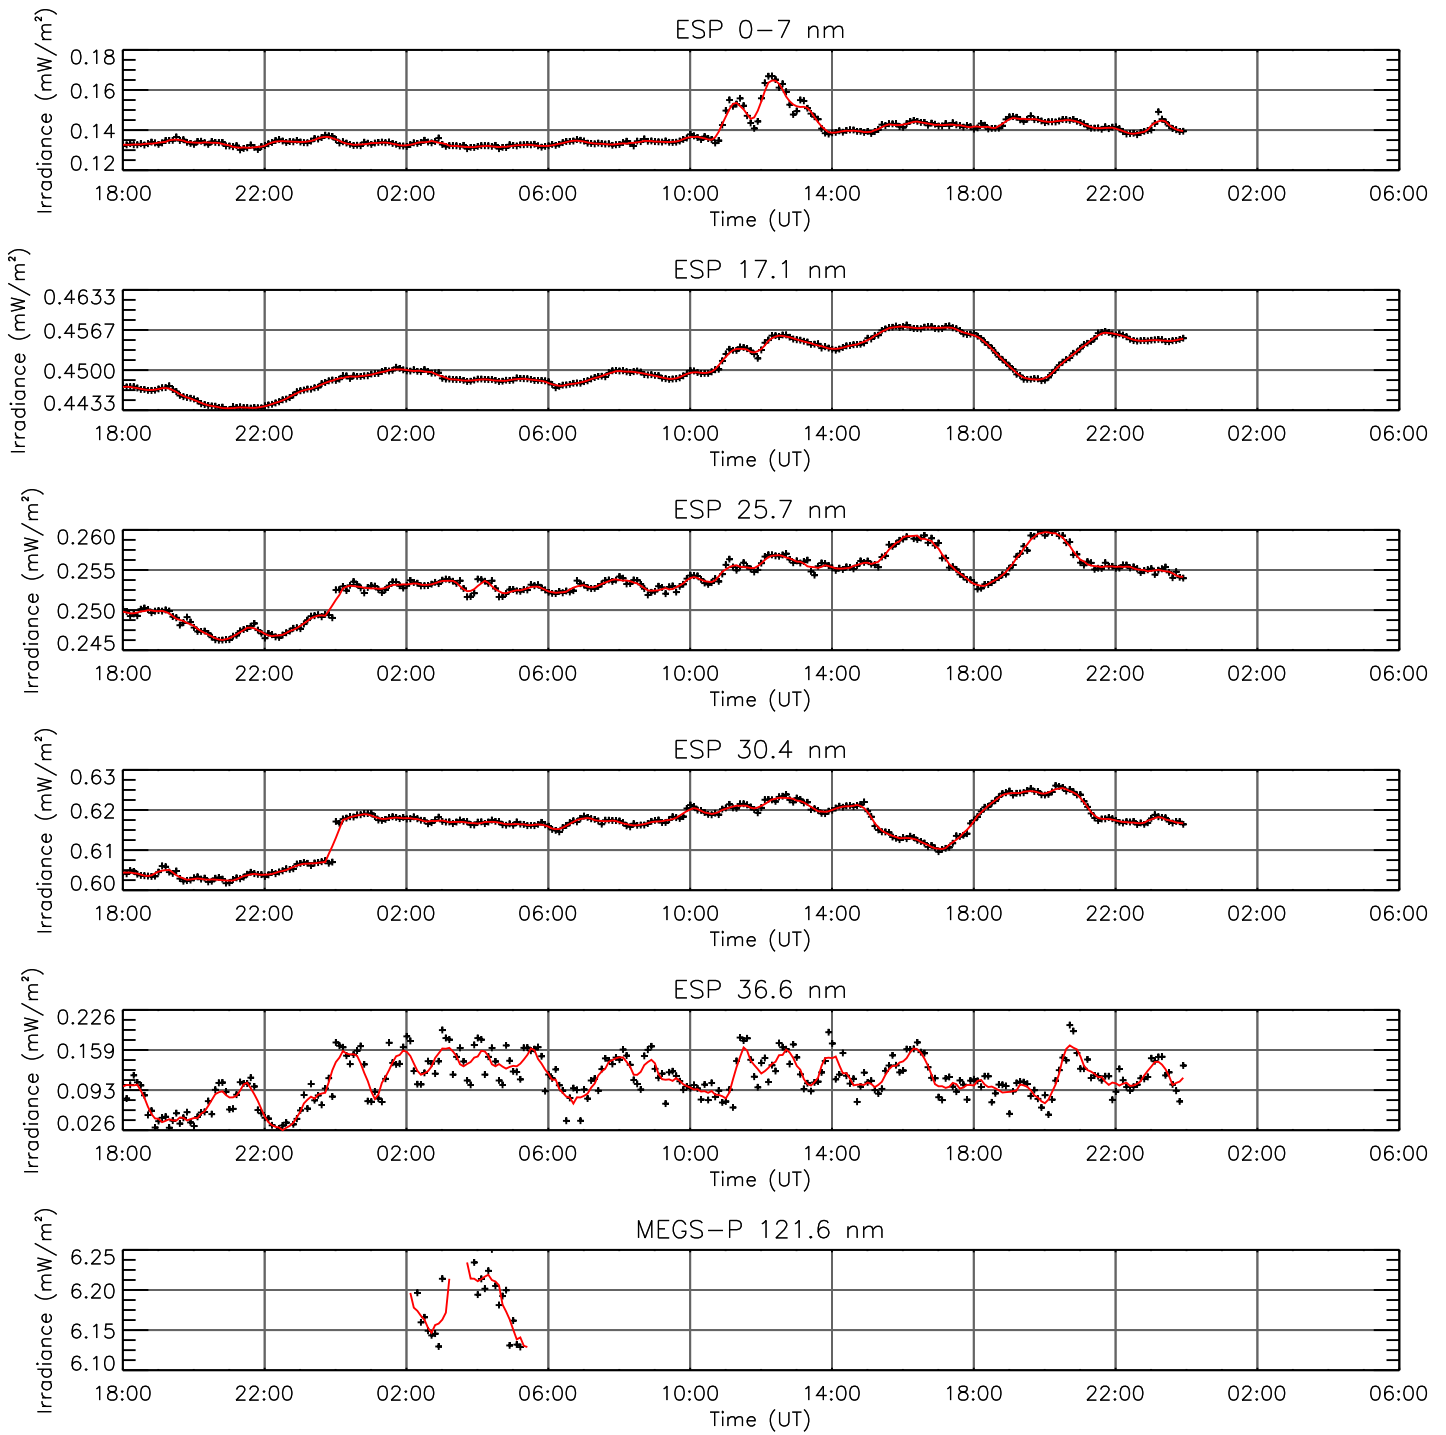 ESP 0-7 nm
Irradiance (mW/m²)
0.18
0.16
0.14
0.12
18:00 22:00 02:00 06:00 10:00 14:00 18:00 22:00 02:00 06:00
Time (UT)
ESP 17.1 nm
Irradiance (mW/m²)
0.4633
0.4567
0.4500
0.4433
18:00 22:00 02:00 06:00 10:00 14:00 18:00 22:00 02:00 06:00
Time (UT)
ESP 25.7 nm
Irradiance (mW/m²)
0.260
0.255
0.250
0.245
18:00 22:00 02:00 06:00 10:00 14:00 18:00 22:00 02:00 06:00
Time (UT)
ESP 30.4 nm
Irradiance (mW/m²)
0.63
0.62
0.61
0.60
18:00 22:00 02:00 06:00 10:00 14:00 18:00 22:00 02:00 06:00
Time (UT)
ESP 36.6 nm
Irradiance (mW/m²)
0.226
0.159
0.093
0.026
18:00 22:00 02:00 06:00 10:00 14:00 18:00 22:00 02:00 06:00
Time (UT)
MEGS-P 121.6 nm
Irradiance (mW/m²)
6.25
6.20
6.15
6.10
18:00 22:00 02:00 06:00 10:00 14:00 18:00 22:00 02:00 06:00
Time (UT)